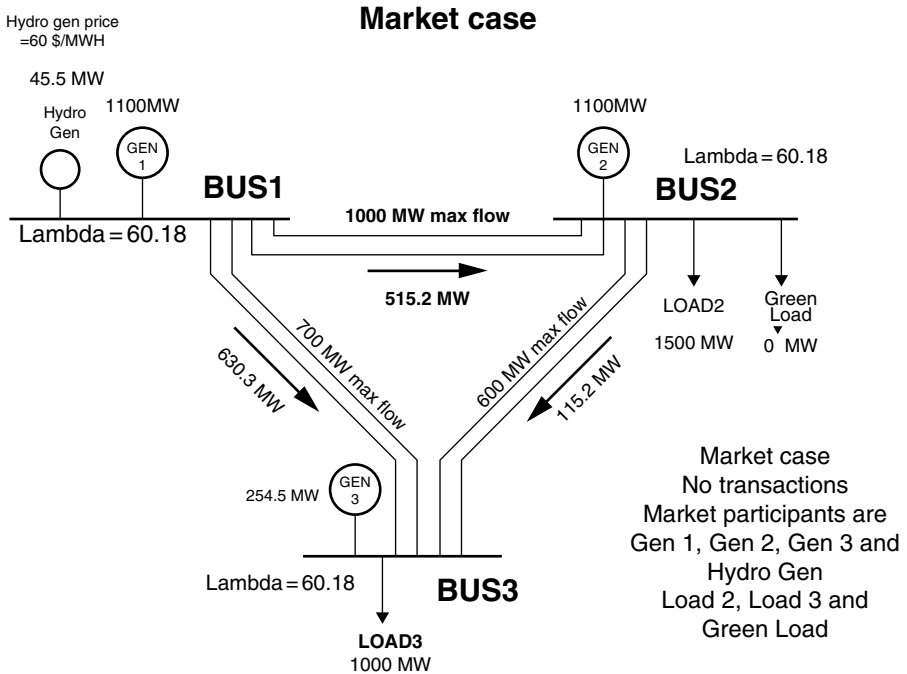 Market case
Hydro gen price
=60 $/MWH
45.5 MW
Hydro
Gen
1100MW
GEN
1
BUS1
Lambda=60.18
1000 MW max flow
515.2 MW
1100MW
GEN
2
Lambda=60.18
BUS2
LOAD2
1500 MW
Green
Load
0 MW
700 MW max flow
630.3 MW
600 MW max flow
115.2 MW
GEN
3
254.5 MW
Lambda=60.18
BUS3
LOAD3
1000 MW
Market case
No transactions
Market participants are
Gen 1, Gen 2, Gen 3 and
Hydro Gen
Load 2, Load 3 and
Green Load